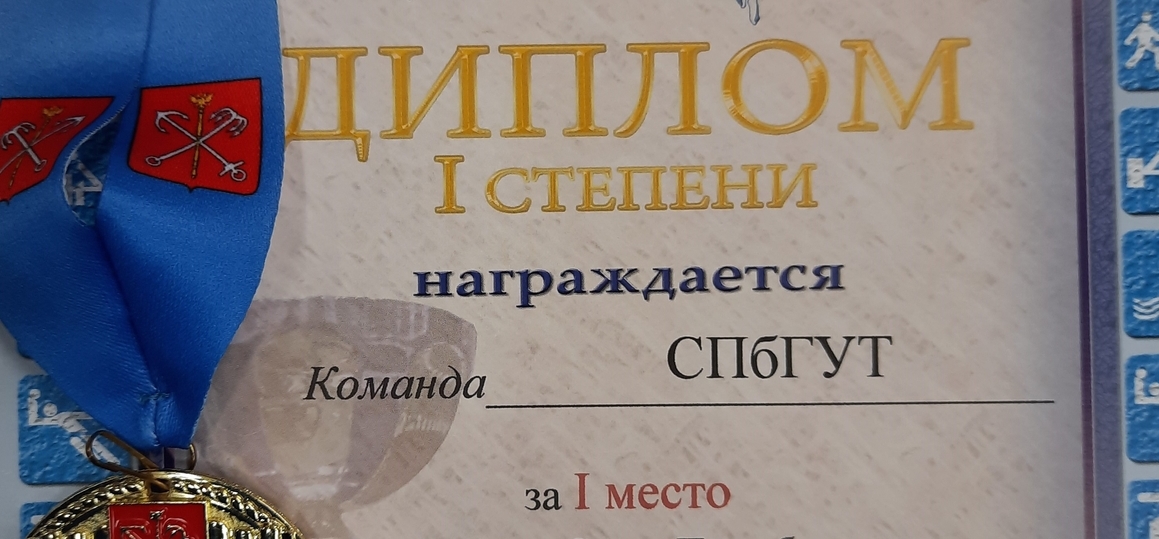 ДИПЛОМ
I СТЕПЕНИ
награждается
Команда СПбГУТ
за I место